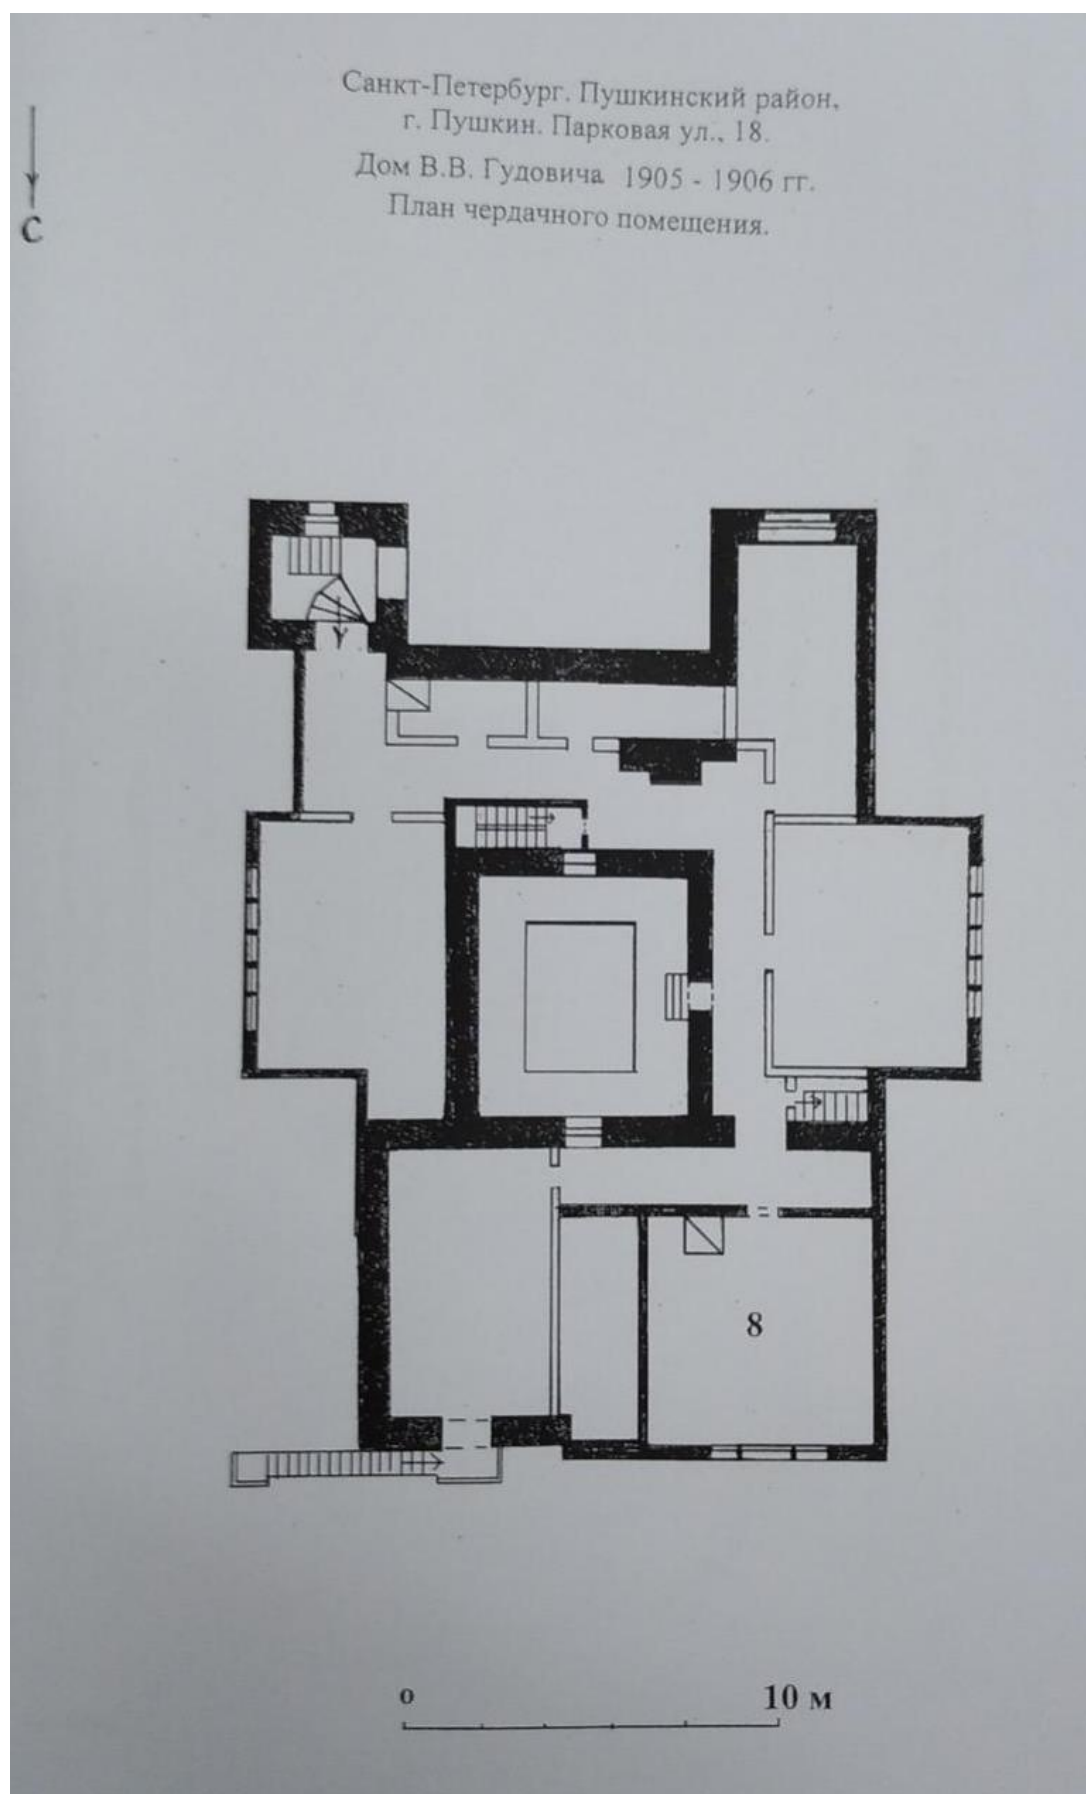 Санкт-Петербург. Пушкинский район,
г. Пушкин. Парковая ул., 18.
Дом В.В. Гудовича 1905 - 1906 гг.
План чердачного помещения.
С
8
0 10 м